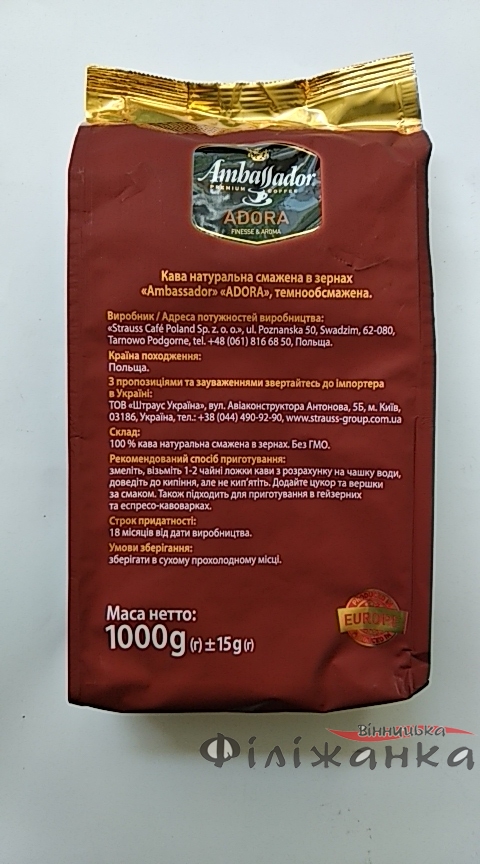 Ambassador
PREMIUM COFFEE
ADORA
FINESSE & AROMA
Кава натуральна смажена в зернах
«Ambassador» «ADORA», темнообсмажена.
Виробник / Адреса потужностей виробництва:
«Strauss Café Poland Sp. z. o. o.», ul. Poznanska 50, Swadzim, 62-080,
Tarnowo Podgorne, tel. +48 (061) 816 68 50, Польща.
Країна походження:
Польща.
З пропозиціями та зауваженнями звертайтесь до імпортера
в Україні:
ТОВ «Штраус Україна», вул. Авіаконструктора Антонова, 5Б, м. Київ,
03186, Україна, тел.: +38 (044) 490-92-90, www.strauss-group.com.ua
Склад:
100 % кава натуральна смажена в зернах. Без ГМО.
Рекомендований спосіб приготування:
змеліть, візьміть 1-2 чайні ложки кави з розрахунку на чашку води,
доведіть до кипіння, але не кип'ятіть. Додайте цукор та вершки
за смаком. Також підходить для приготування в гейзерних
та еспресо-кавоварках.
Строк придатності:
18 місяців від дати виробництва.
Умови зберігання:
зберігати в сухому прохолодному місці.
Маса нетто:
1000g (г) ± 15g (г)
EUROPE
Вінницька
Філіжанка